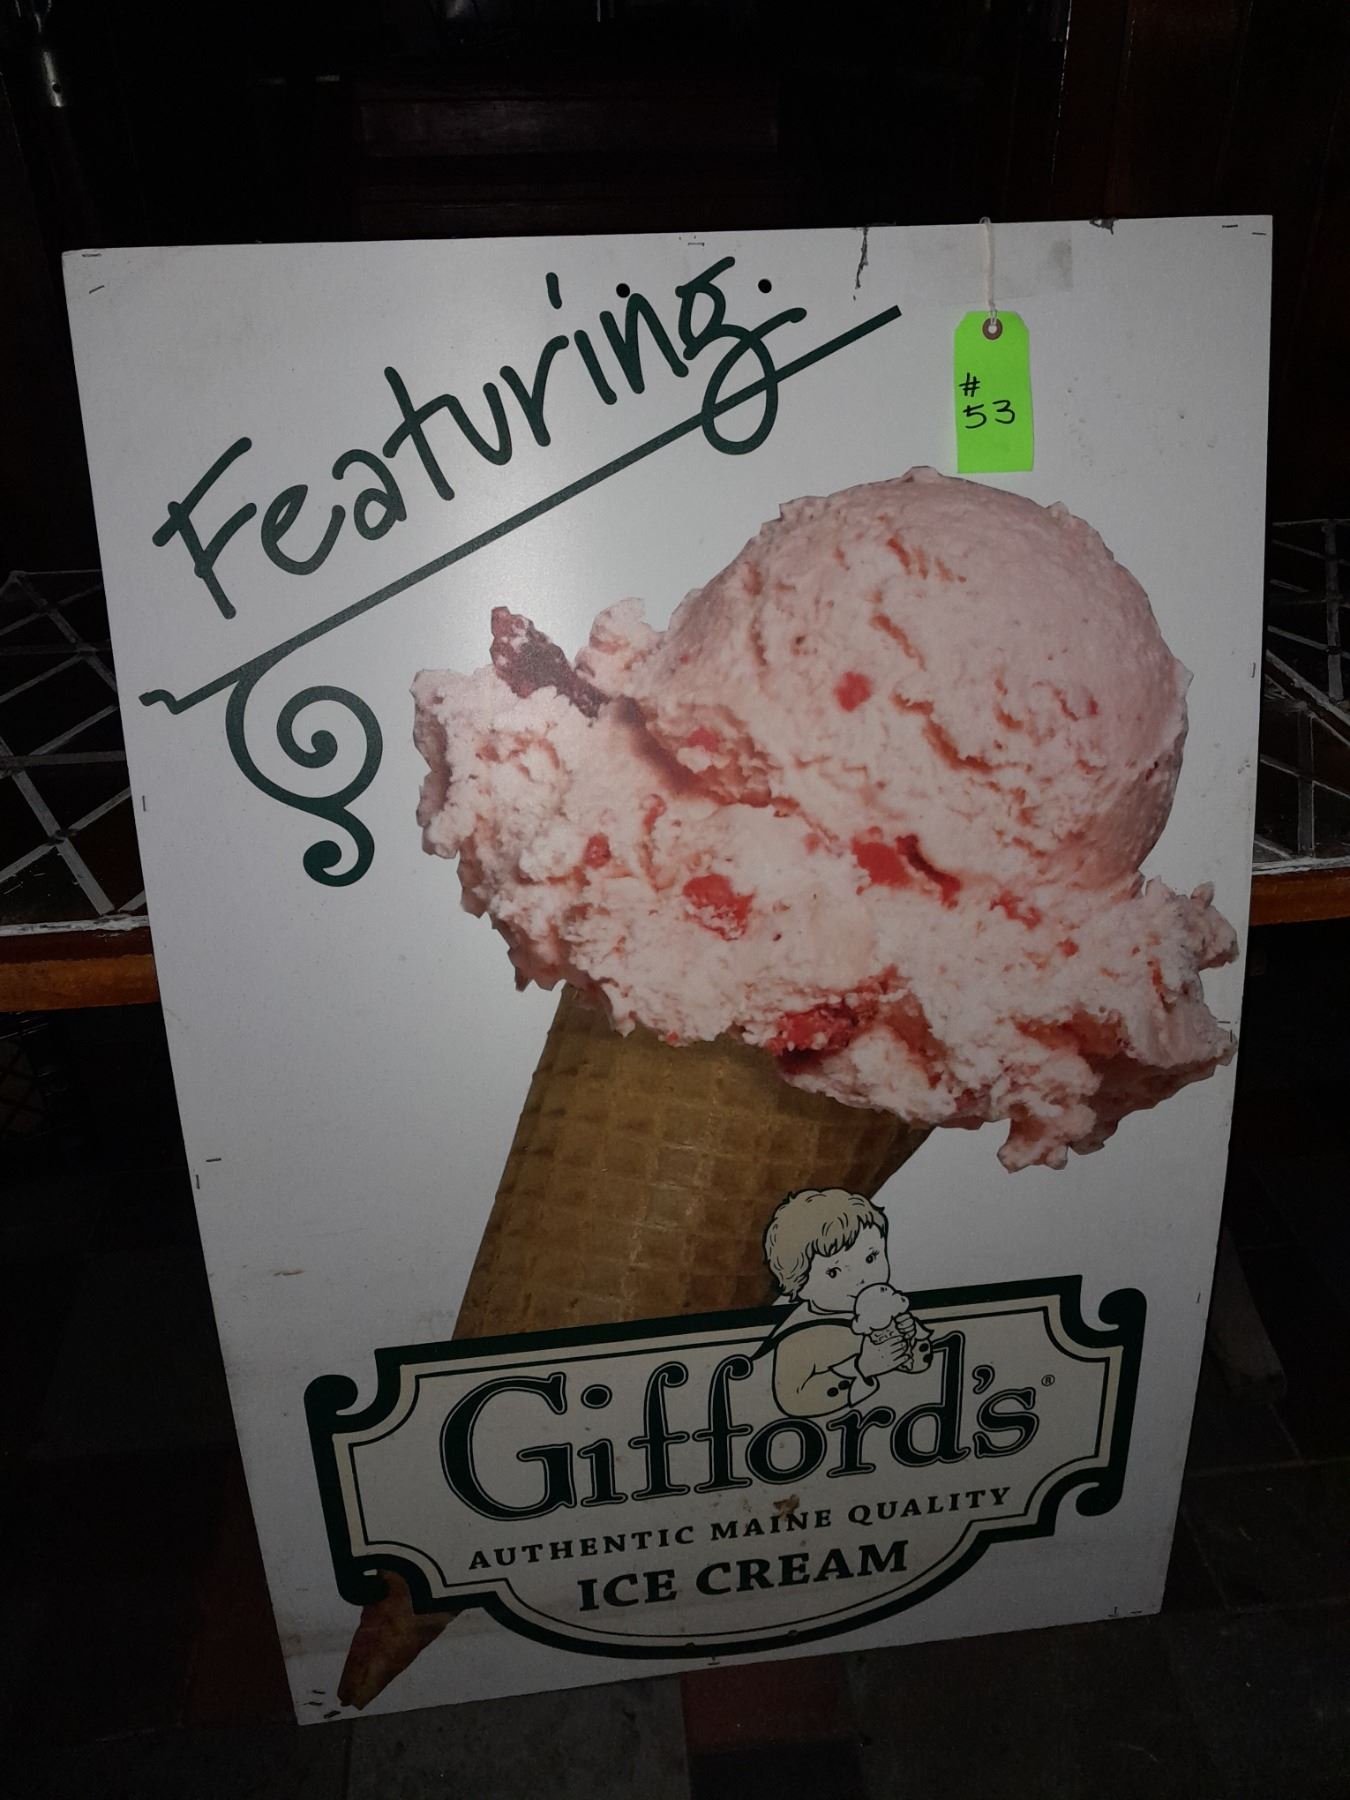 Featuring
#
53
Gifford's®
AUTHENTIC MAINE QUALITY
ICE CREAM